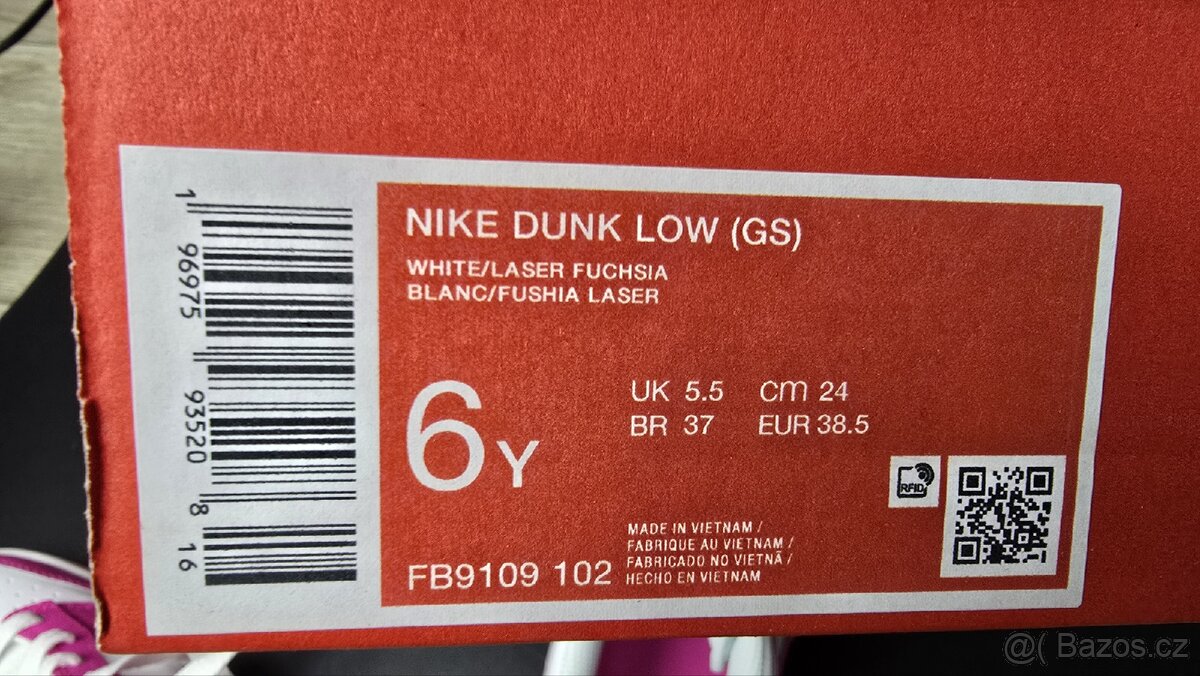 1 96975 93520 8 16
NIKE DUNK LOW (GS)
WHITE/LASER FUCHSIA
BLANC/FUSHIA LASER
6Y
UK 5.5 cm 24
BR 37 EUR 38.5
RFID
MADE IN VIETNAM /
FABRIQUE AU VIETNAM /
FABRICADO NO VIETNÃ /
HECHO EN VIETNAM
FB9109 102
@( Bazos.cz